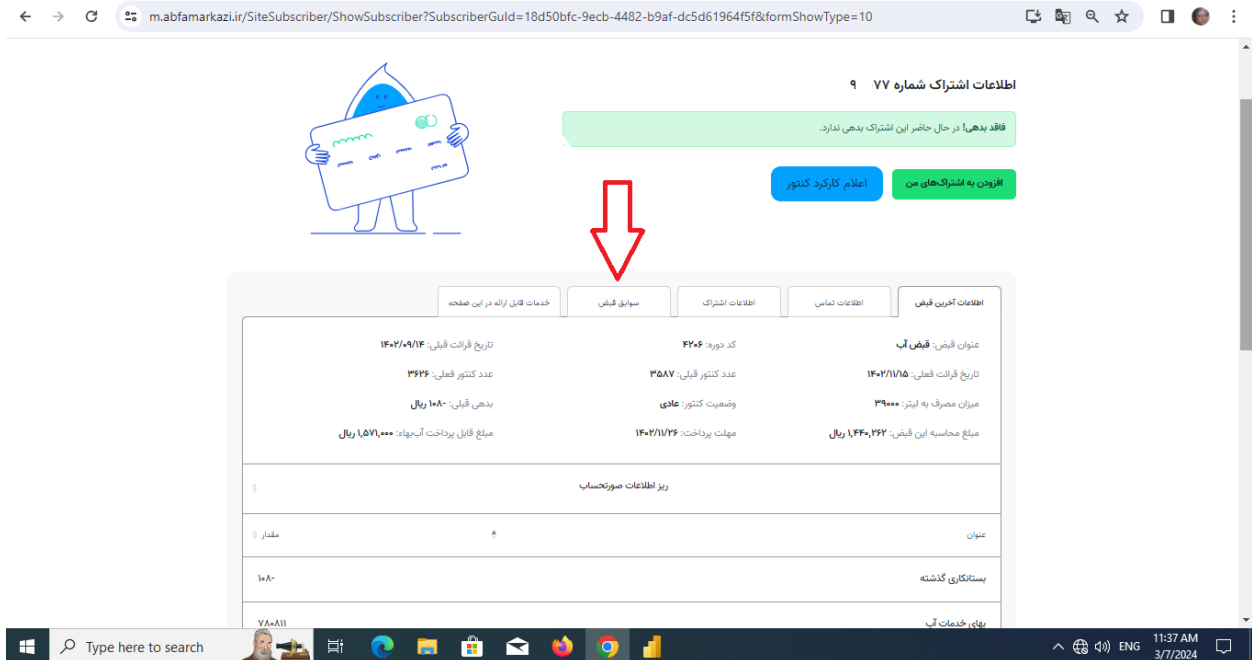 m.abfamarkazi.ir/SiteSubscriber/ShowSubscriber?SubscriberGuId=18d50bfc-9ecb-4482-b9af-dc5d61964f5f&formShowType=10
اطلاعات اشتراک شماره ۷۷ ۹
فاقد بدهی! در حال حاضر این اشتراک بدهی ندارد.
افزودن به اشتراک‌های من اعلام کارکرد کنتور
اطلاعات آخرین قبض اطلاعات تماس اطلاعات اشتراک سوابق قبض خدمات قابل ارائه در این صفحه
عنوان قبض: قبض آب کد دوره: ۴۲۰۶ تاریخ قرائت قبلی: ۱۴۰۲/۰۹/۱۴
تاریخ قرائت فعلی: ۱۴۰۲/۱۱/۱۵ عدد کنتور قبلی: ۳۵۸۷ عدد کنتور فعلی: ۳۶۲۶
میزان مصرف به لیتر: ۳۹۰۰۰ وضعیت کنتور: عادی بدهی قبلی: -۱۰۸ ریال
مبلغ محاسبه این قبض: ۱,۴۴۰,۲۶۲ ریال مهلت پرداخت: ۱۴۰۲/۱۱/۲۶ مبلغ قابل پرداخت آب‌بهاء: ۱,۵۷۱,۰۰۰ ریال
ریز اطلاعات صورتحساب
عنوان مقدار
بستانکاری گذشته -۱۰۸
بهای خدمات آب ۷۸۰۸۱۱
Type here to search ENG 11:37 AM
3/7/2024